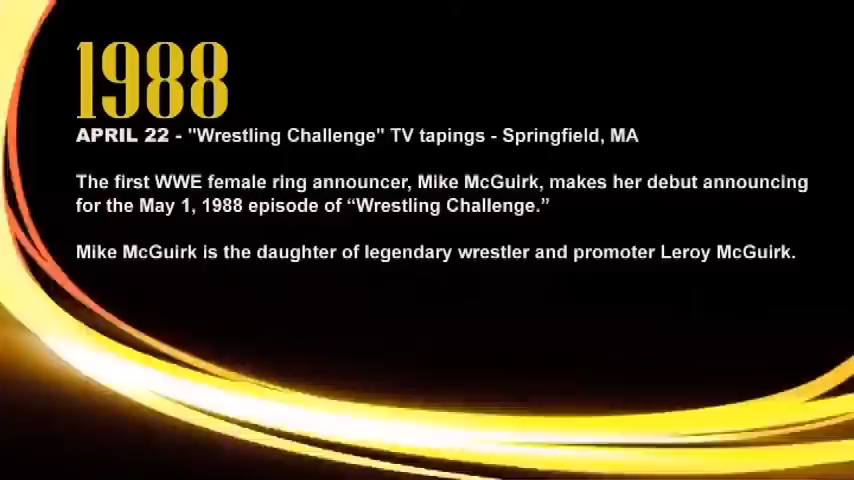 1988
APRIL 22 - "Wrestling Challenge" TV tapings - Springfield, MA
The first WWE female ring announcer, Mike McGuirk, makes her debut announcing
for the May 1, 1988 episode of “Wrestling Challenge.”
Mike McGuirk is the daughter of legendary wrestler and promoter Leroy McGuirk.